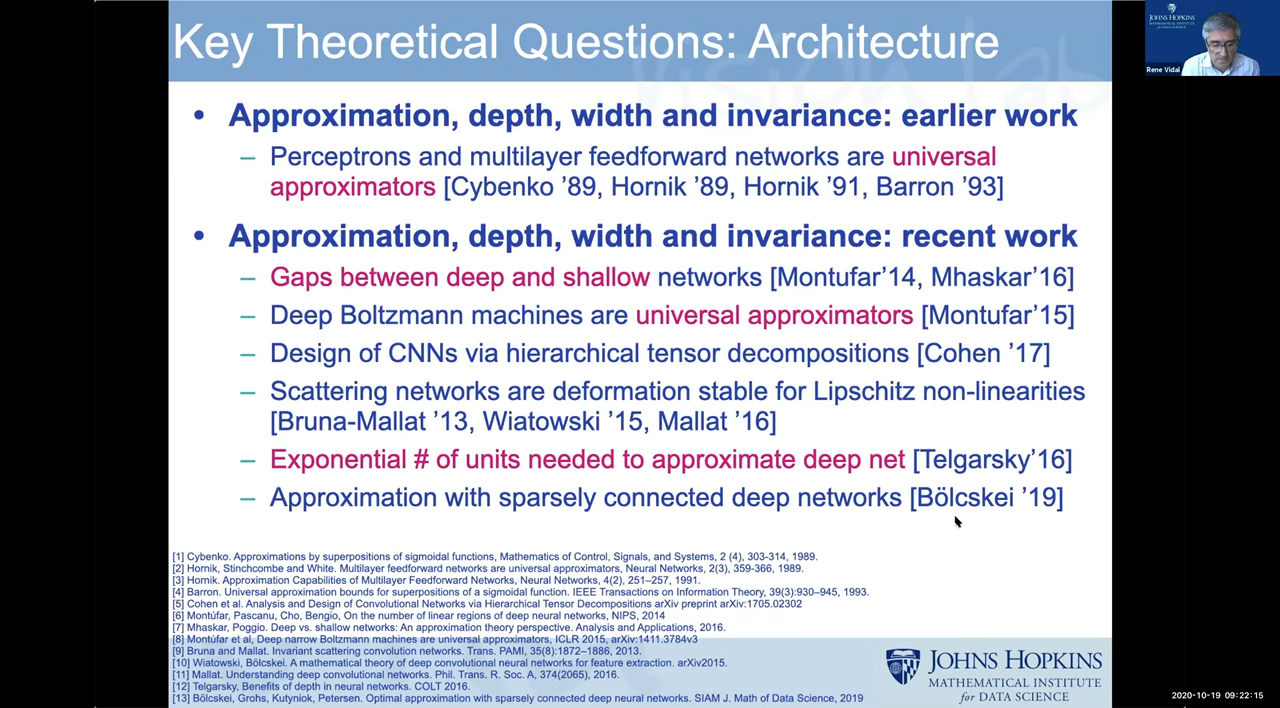 Key Theoretical Questions: Architecture
JOHNS HOPKINS
MATHEMATICAL INSTITUTE
for DATA SCIENCE
Rene Vidal
• Approximation, depth, width and invariance: earlier work
– Perceptrons and multilayer feedforward networks are universal
approximators [Cybenko '89, Hornik '89, Hornik '91, Barron '93]
• Approximation, depth, width and invariance: recent work
– Gaps between deep and shallow networks [Montufar'14, Mhaskar'16]
– Deep Boltzmann machines are universal approximators [Montufar'15]
– Design of CNNs via hierarchical tensor decompositions [Cohen '17]
– Scattering networks are deformation stable for Lipschitz non-linearities
[Bruna-Mallat '13, Wiatowski '15, Mallat '16]
– Exponential # of units needed to approximate deep net [Telgarsky'16]
– Approximation with sparsely connected deep networks [Bölcskei '19]
[1] Cybenko. Approximations by superpositions of sigmoidal functions, Mathematics of Control, Signals, and Systems, 2 (4), 303-314, 1989.
[2] Hornik, Stinchcombe and White. Multilayer feedforward networks are universal approximators, Neural Networks, 2(3), 359-366, 1989.
[3] Hornik. Approximation Capabilities of Multilayer Feedforward Networks, Neural Networks, 4(2), 251–257, 1991.
[4] Barron. Universal approximation bounds for superpositions of a sigmoidal function. IEEE Transactions on Information Theory, 39(3):930–945, 1993.
[5] Cohen et al. Analysis and Design of Convolutional Networks via Hierarchical Tensor Decompositions arXiv preprint arXiv:1705.02302
[6] Montúfar, Pascanu, Cho, Bengio, On the number of linear regions of deep neural networks, NIPS, 2014
[7] Mhaskar, Poggio. Deep vs. shallow networks: An approximation theory perspective. Analysis and Applications, 2016.
[8] Montúfar et al, Deep narrow Boltzmann machines are universal approximators, ICLR 2015, arXiv:1411.3784v3
[9] Bruna and Mallat. Invariant scattering convolution networks. Trans. PAMI, 35(8):1872–1886, 2013.
[10] Wiatowski, Bölcskei. A mathematical theory of deep convolutional neural networks for feature extraction. arXiv2015.
[11] Mallat. Understanding deep convolutional networks. Phil. Trans. R. Soc. A, 374(2065), 2016.
[12] Telgarsky, Benefits of depth in neural networks. COLT 2016.
[13] Bölcskei, Grohs, Kutyniok, Petersen. Optimal approximation with sparsely connected deep neural networks. SIAM J. Math of Data Science, 2019
JOHNS HOPKINS
MATHEMATICAL INSTITUTE
for DATA SCIENCE
2020-10-19 09:22:15